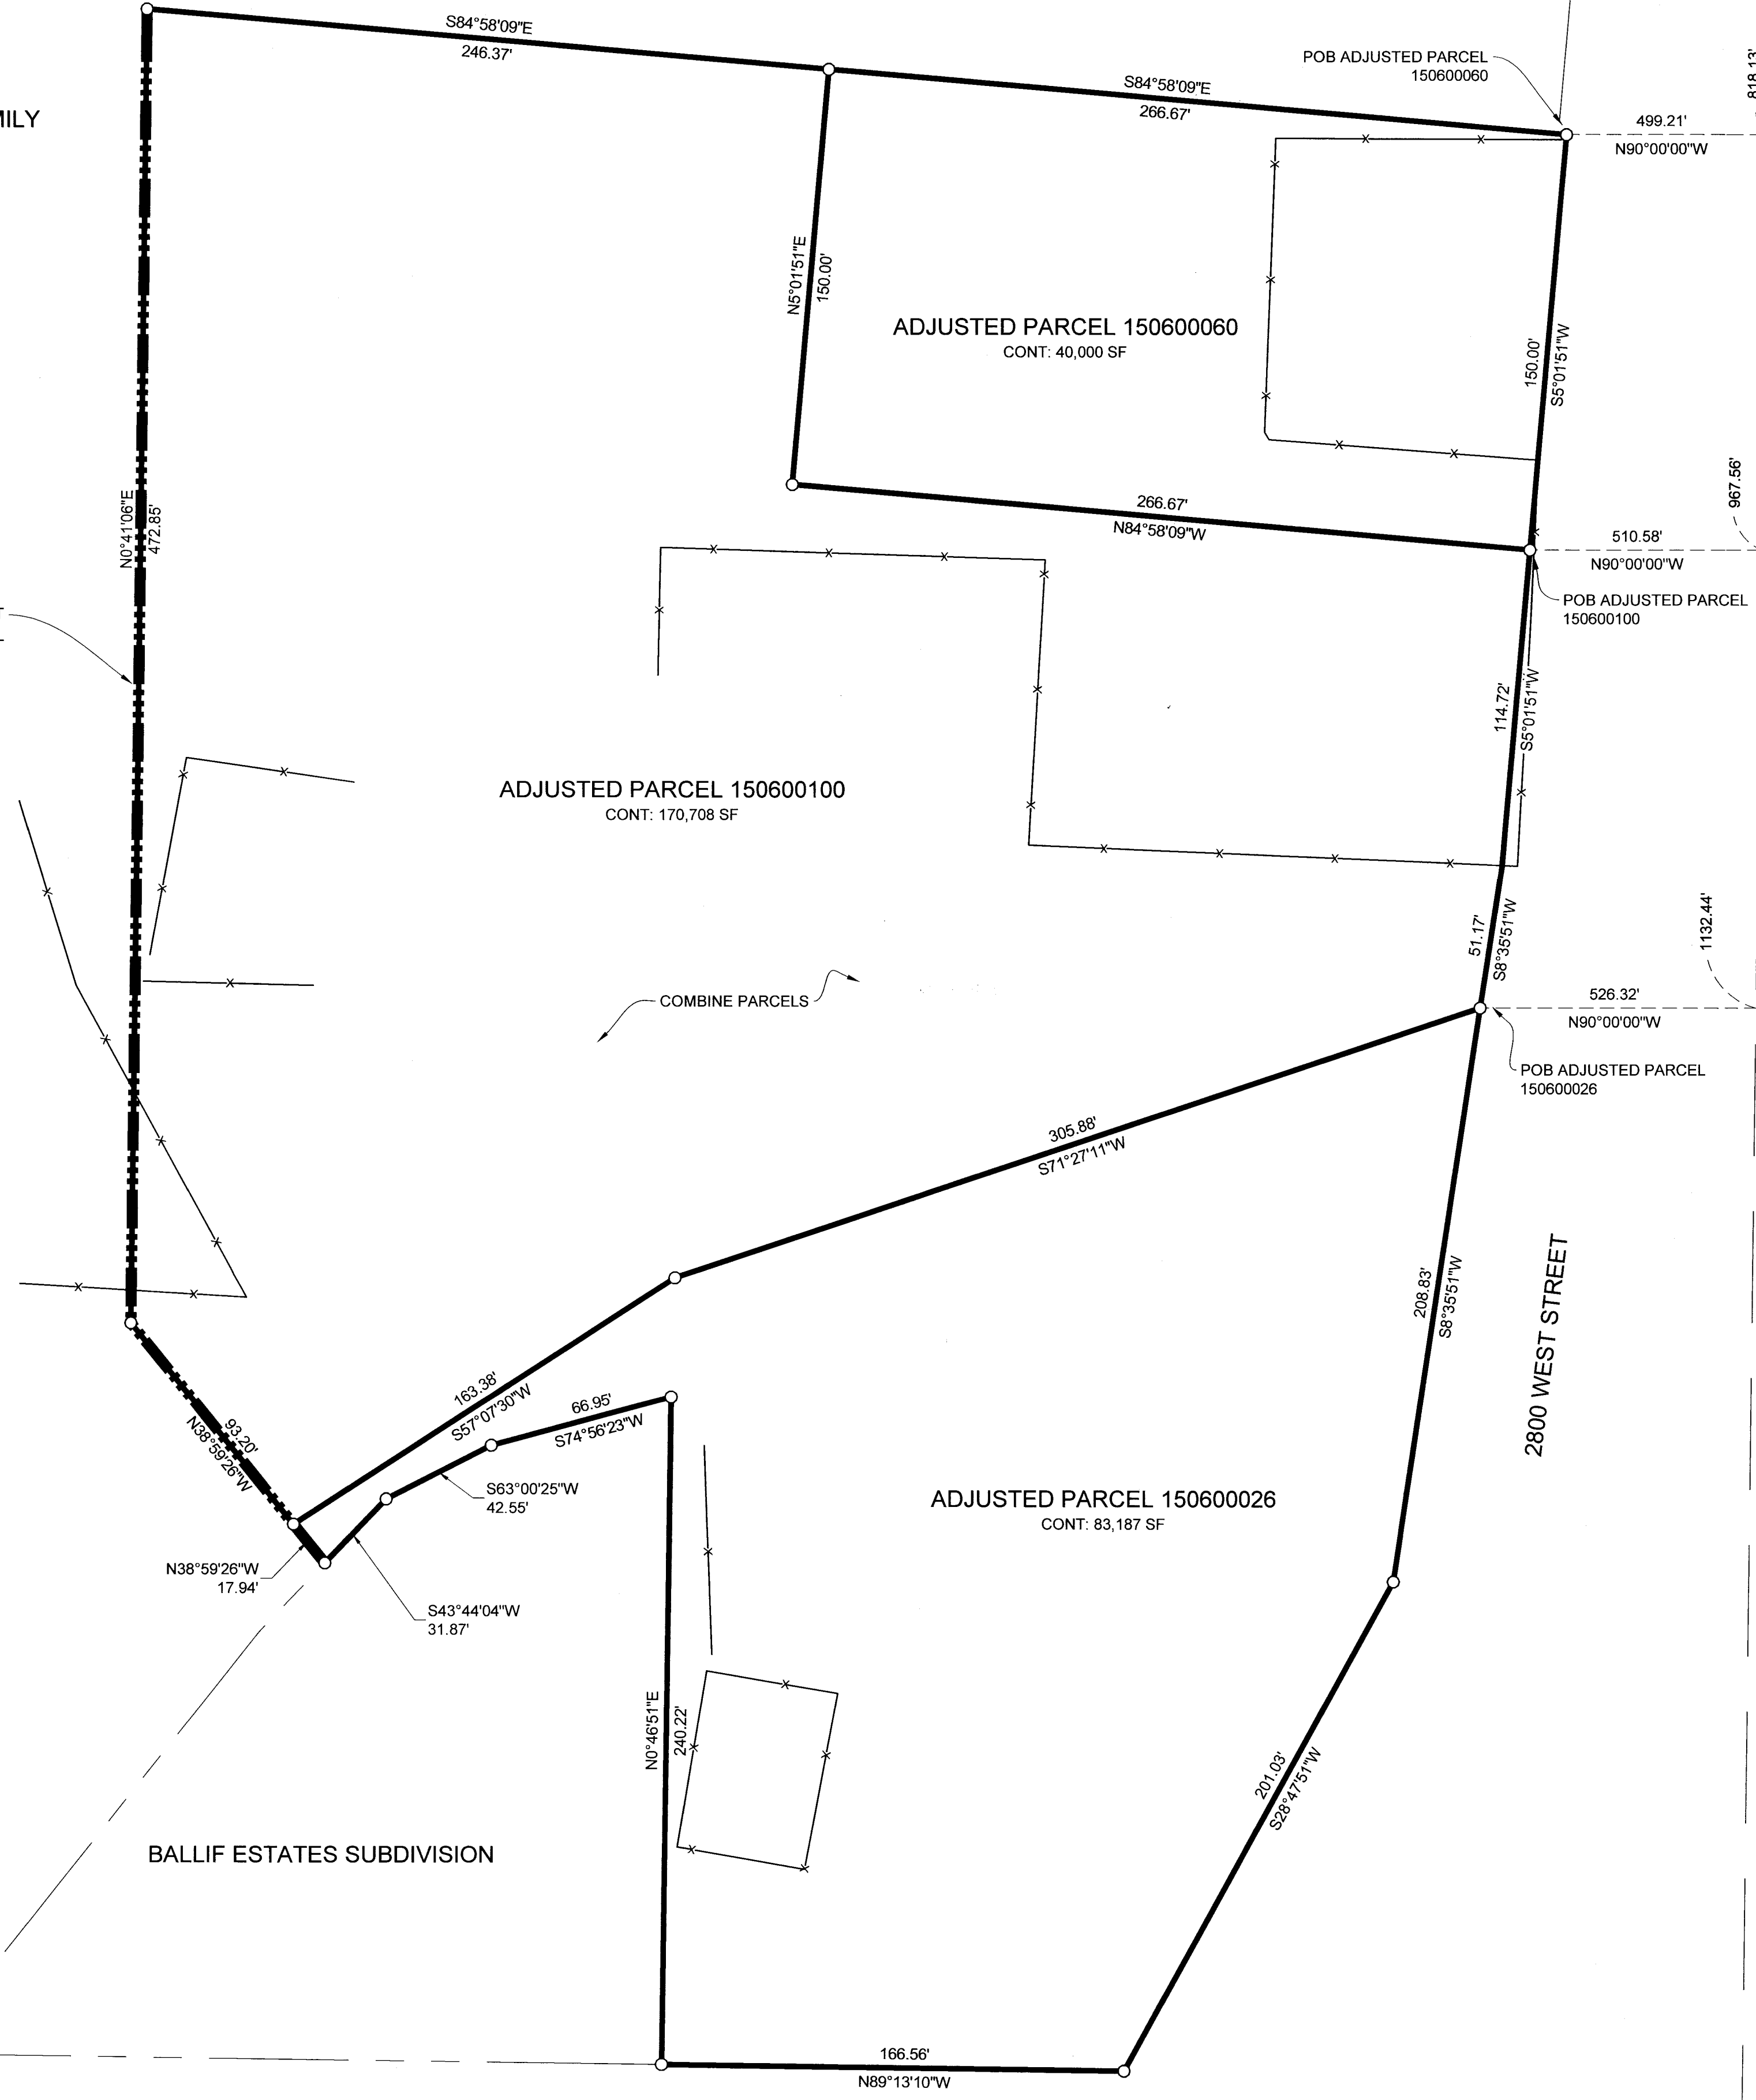 S84°58'09"E
246.37'
POB ADJUSTED PARCEL
150600060
818.13'
S84°58'09"E
266.67'
499.21'
N90°00'00"W
MILY
N5°01'51"E
150.00'
ADJUSTED PARCEL 150600060
CONT: 40,000 SF
150.00'
S5°01'51"W
N0°41'06"E
472.85'
266.67'
N84°58'09"W
967.56'
510.58'
N90°00'00"W
POB ADJUSTED PARCEL
150600100
114.72'
S5°01'51"W
ADJUSTED PARCEL 150600100
CONT: 170,708 SF
51.17'
S8°35'51"W
1132.44'
COMBINE PARCELS
526.32'
N90°00'00"W
POB ADJUSTED PARCEL
150600026
305.88'
S71°27'11"W
208.83'
S8°35'51"W
2800 WEST STREET
163.38'
S57°07'30"W
66.95'
S74°56'23"W
93.20'
N38°59'26"W
S63°00'25"W
42.55'
ADJUSTED PARCEL 150600026
CONT: 83,187 SF
N38°59'26"W
17.94'
S43°44'04"W
31.87'
N0°46'51"E
240.22'
201.03'
S28°47'51"W
BALLIF ESTATES SUBDIVISION
166.56'
N89°13'10"W